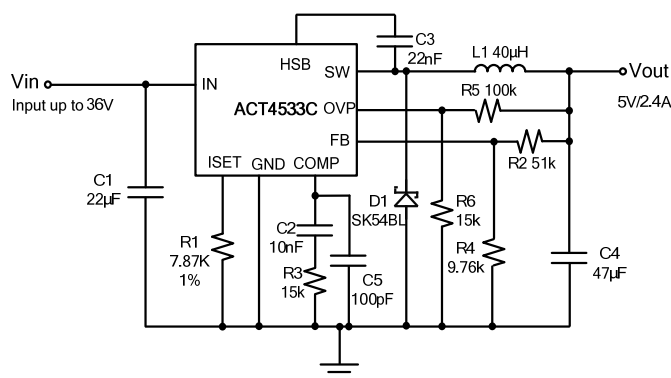 C3
22nF
L1 40µH
HSB
SW
Vin
Vout
IN
Input up to 36V
ACT4533C
OVP
R5 100k
5V/2.4A
FB
R2 51k
ISET
GND
COMP
C1
22µF
D1
SK54BL
R6
15k
C2
10nF
R1
7.87K
1%
R4
9.76k
C4
47µF
R3
15k
C5
100pF